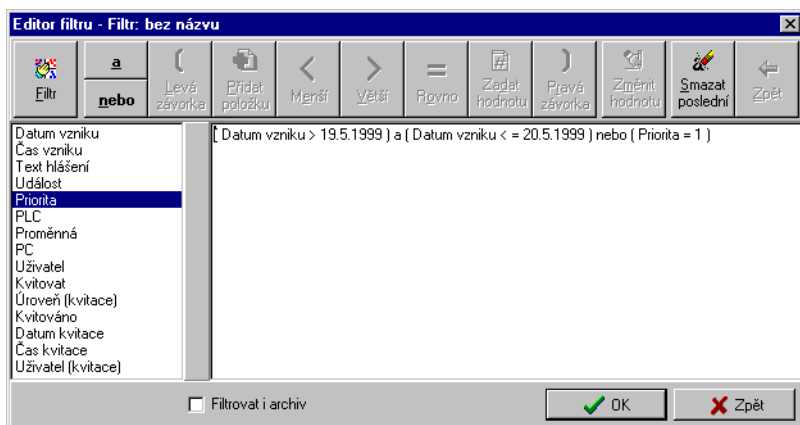 Editor filtru - Filtr: bez názvu
Filtr
a
nebo
Levá závorka
Přidat položku
Menší
Větší
Rovno
Zadat hodnotu
Pravá závorka
Změnit hodnotu
Smazat poslední
Zpět
Datum vzniku
Čas vzniku
Text hlášení
Událost
Priorita
PLC
Proměnná
PC
Uživatel
Kvitovat
Úroveň (kvitace)
Kvitováno
Datum kvitace
Čas kvitace
Uživatel (kvitace)
( Datum vzniku > 19.5.1999 ) a ( Datum vzniku < = 20.5.1999 ) nebo ( Priorita = 1 )
Filtrovat i archiv
OK
Zpět